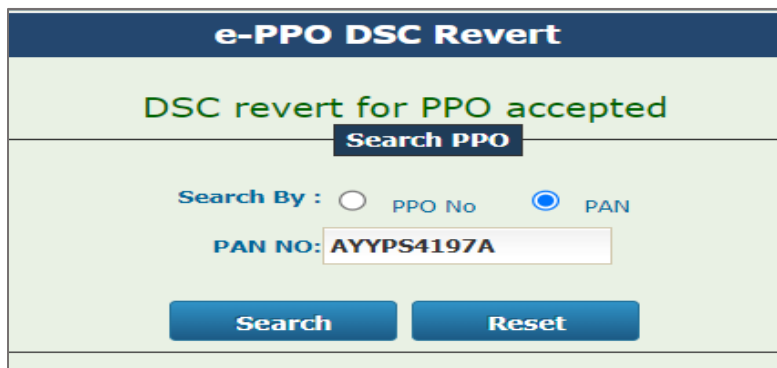 e-PPO DSC Revert
DSC revert for PPO accepted
Search PPO
Search By : PPO No PAN
PAN NO: AYYPS4197A
Search Reset